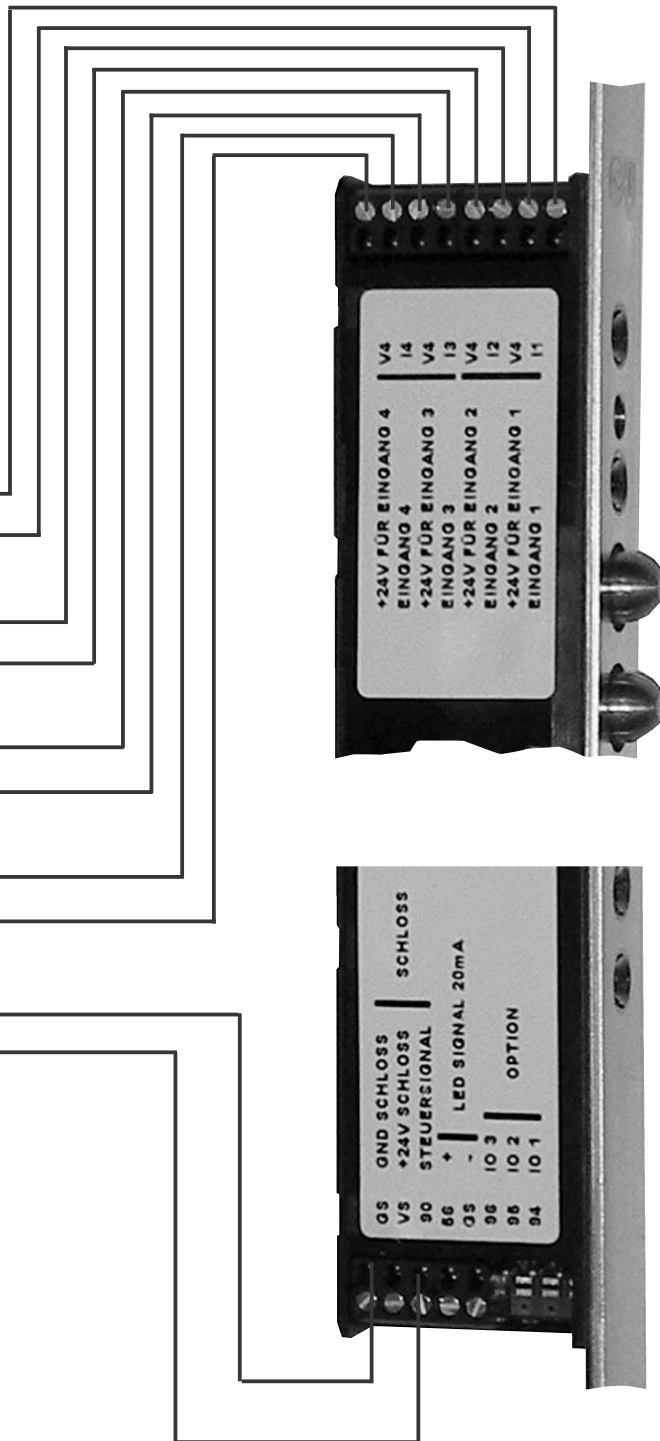 +24V FÜR EINGANG 4 V4
EINGANG 4 I4
+24V FÜR EINGANG 3 V4
EINGANG 3 I3
+24V FÜR EINGANG 2 V4
EINGANG 2 I2
+24V FÜR EINGANG 1 V4
EINGANG 1 I1
GS GND SCHLOSS
VS +24V SCHLOSS SCHLOSS
90 STEUERSIGNAL
+
LED SIGNAL 20mA
GS -
96 IO 3
95 IO 2 OPTION
94 IO 1